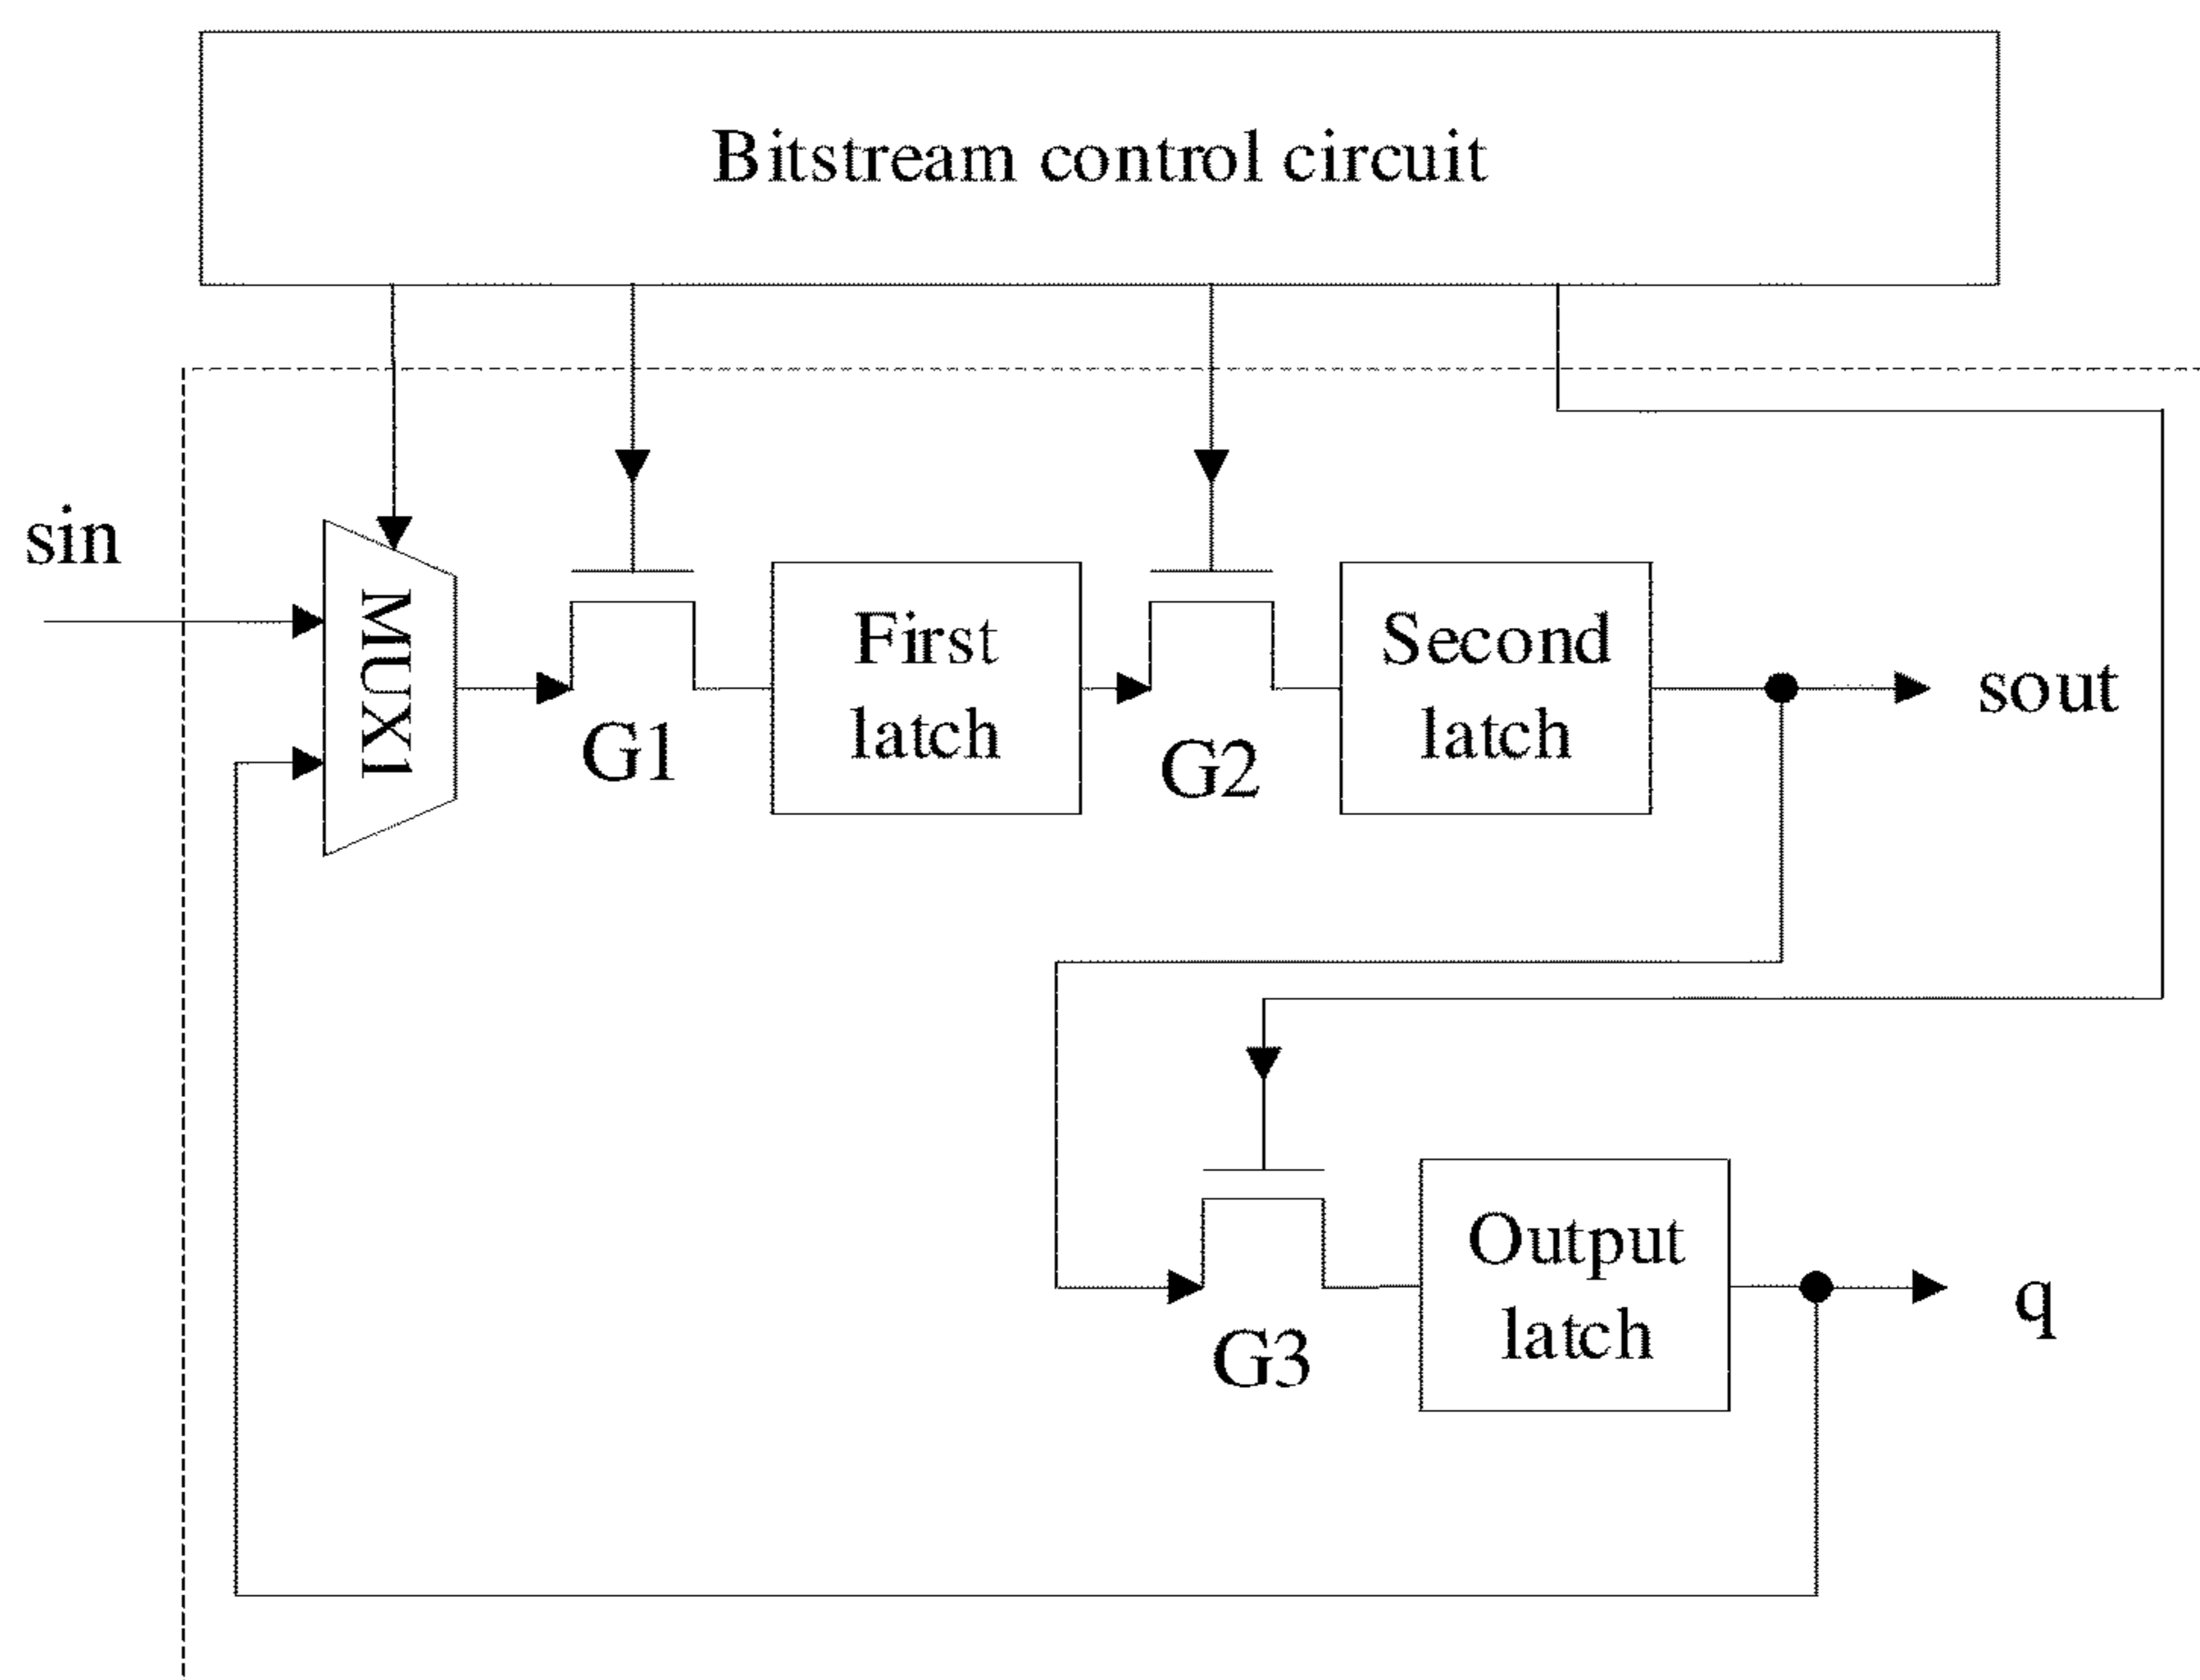 Bitstream control circuit
sin
MUX1
G1
First
latch
G2
Second
latch
sout
G3
Output
latch
q